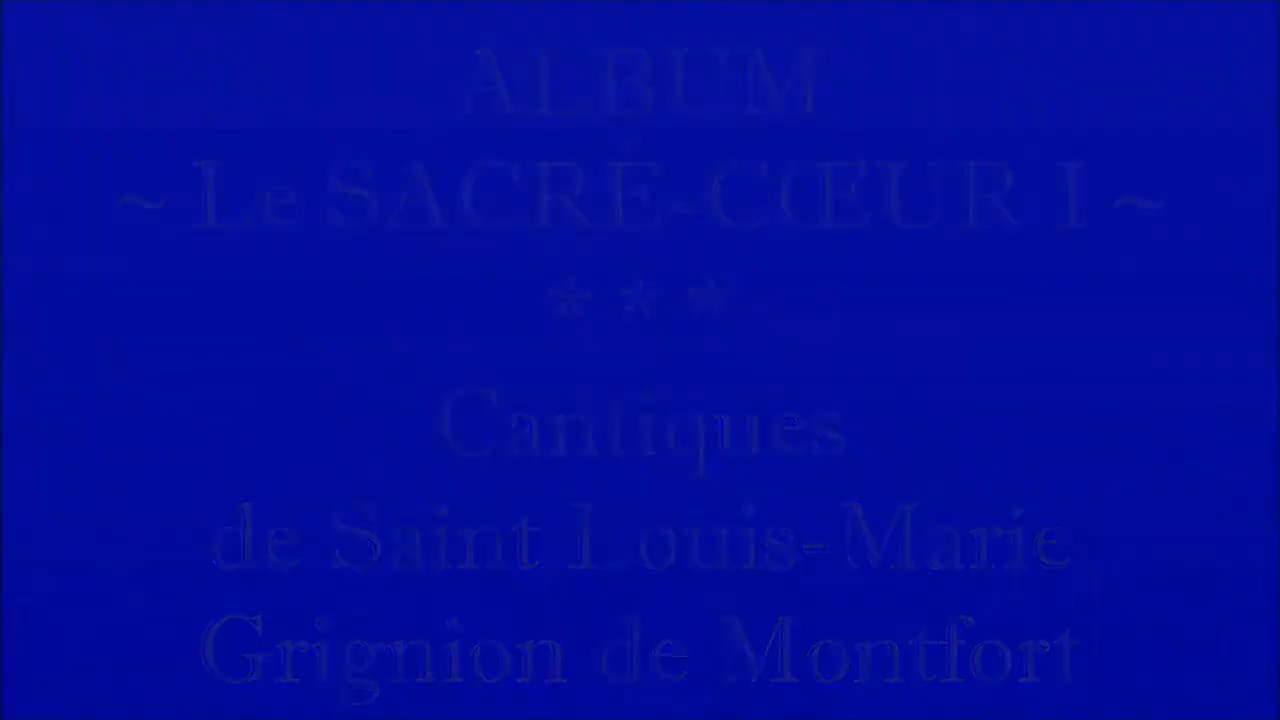 ALBUM
~ Le SACRÉ-CŒUR I ~
* * *
Cantiques
de Saint Louis-Marie
Grignion de Montfort